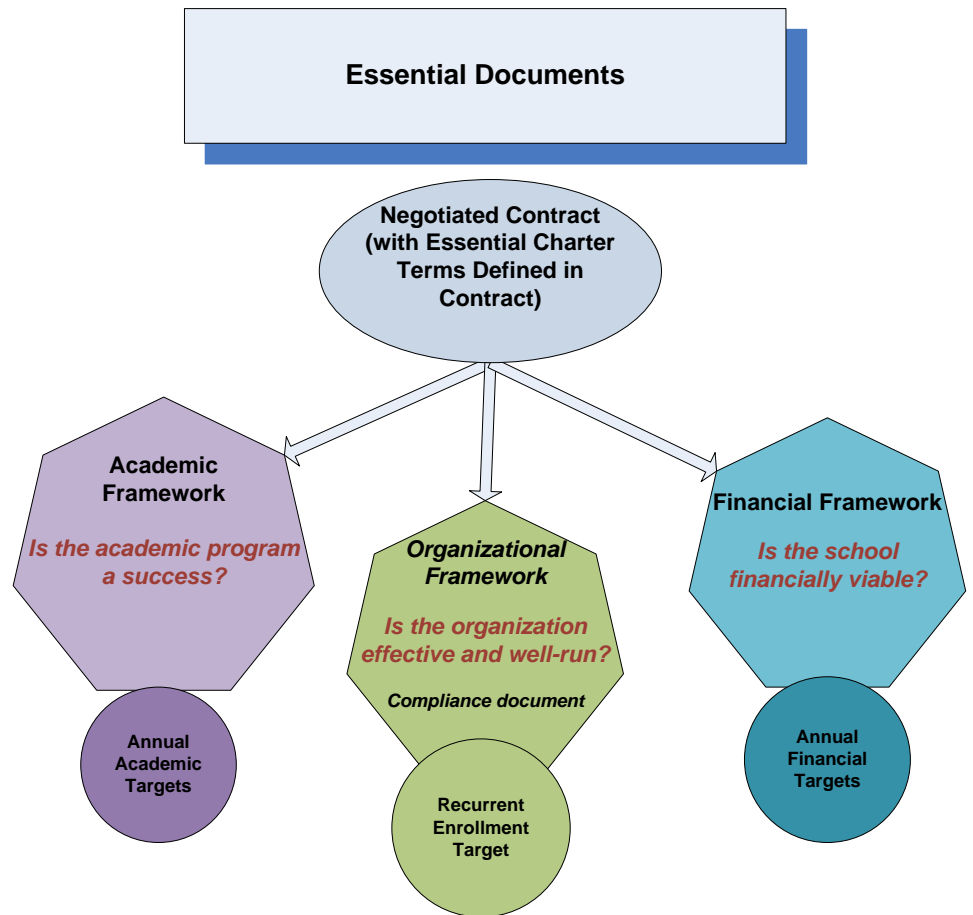 Essential Documents
Negotiated Contract
(with Essential Charter
Terms Defined in
Contract)
Academic
Framework
Is the academic program
a success?
Organizational
Framework
Is the organization
effective and well-run?
Compliance document
Financial Framework
Is the school
financially viable?
Annual
Academic
Targets
Recurrent
Enrollment
Target
Annual
Financial
Targets